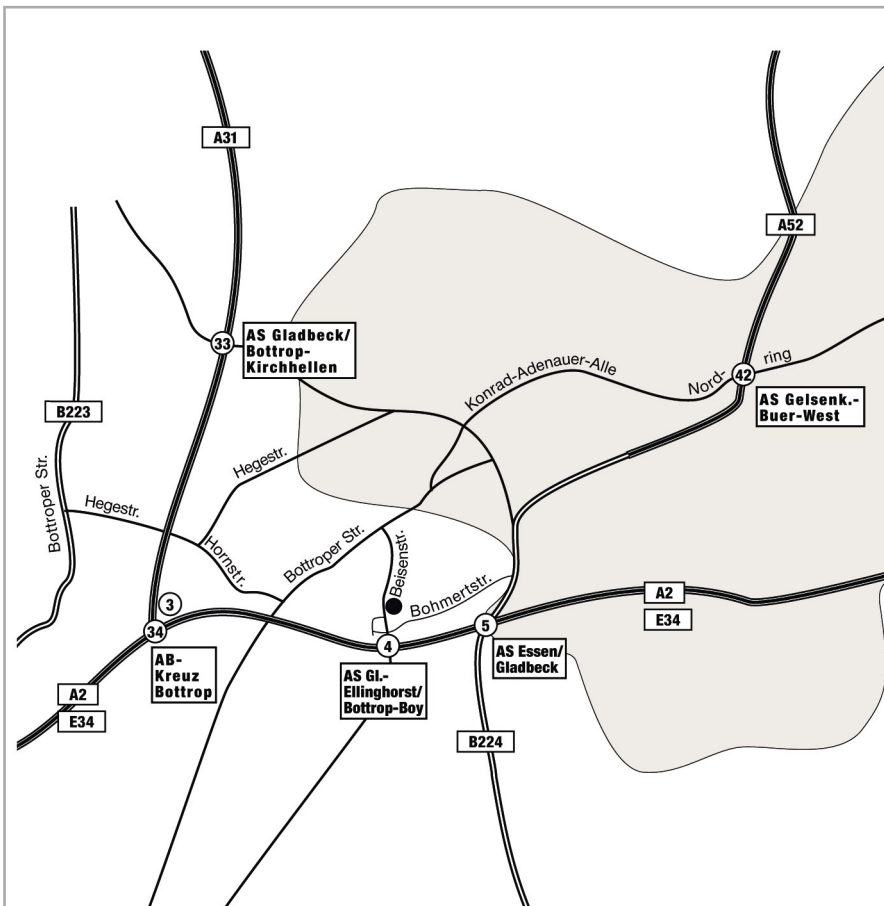 A31
A52
33
AS Gladbeck/
Bottrop-
Kirchhellen
Konrad-Adenauer-Alle
Nord-
ring
42
AS Gelsenk.-
Buer-West
B223
Bottroper Str.
Hegestr.
Hegestr.
Hornstr.
Bottroper Str.
Beisenstr.
Bohmertstr.
3
34
AB-
Kreuz
Bottrop
4
AS Gl.-
Ellinghorst/
Bottrop-Boy
5
AS Essen/
Gladbeck
A2
E34
A2
E34
B224